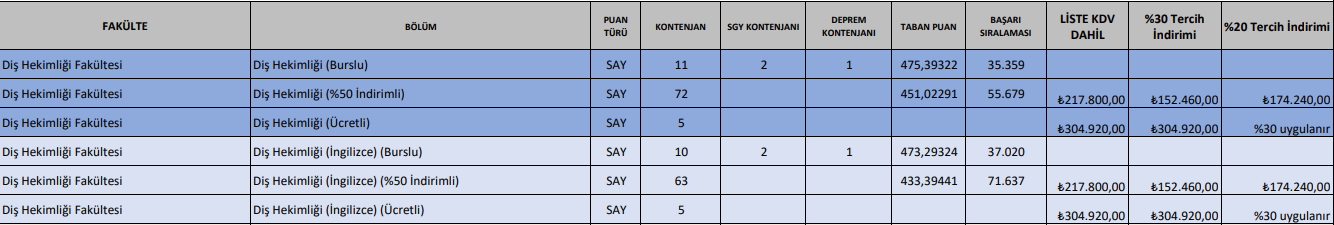 FAKÜLTE BÖLÜM PUAN TÜRÜ KONTENJAN SGY KONTENJANI DEPREM KONTENJANI TABAN PUAN BAŞARI SIRALAMASI LİSTE KDV DAHİL %30 Tercih İndirimi %20 Tercih İndirimi
Diş Hekimliği Fakültesi Diş Hekimliği (Burslu) SAY 11 2 1 475,39322 35.359
Diş Hekimliği Fakültesi Diş Hekimliği (%50 İndirimli) SAY 72 451,02291 55.679 ₺217.800,00 ₺152.460,00 ₺174.240,00
Diş Hekimliği Fakültesi Diş Hekimliği (Ücretli) SAY 5 ₺304.920,00 ₺304.920,00 %30 uygulanır
Diş Hekimliği Fakültesi Diş Hekimliği (İngilizce) (Burslu) SAY 10 2 1 473,29324 37.020
Diş Hekimliği Fakültesi Diş Hekimliği (İngilizce) (%50 İndirimli) SAY 63 433,39441 71.637 ₺217.800,00 ₺152.460,00 ₺174.240,00
Diş Hekimliği Fakültesi Diş Hekimliği (İngilizce) (Ücretli) SAY 5 ₺304.920,00 ₺304.920,00 %30 uygulanır